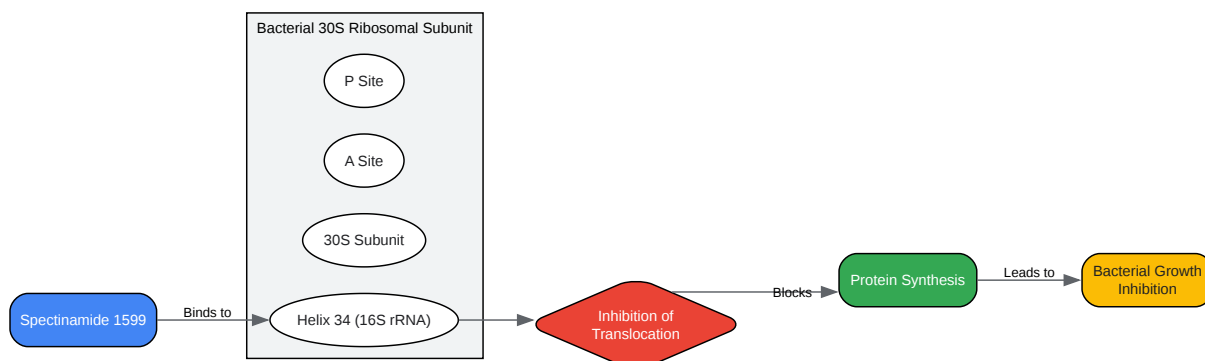 Bacterial 30S Ribosomal Subunit
P Site
A Site
30S Subunit
Spectinamide 1599
Binds to
Helix 34 (16S rRNA)
Inhibition of
Translocation
Blocks
Protein Synthesis
Leads to
Bacterial Growth
Inhibition